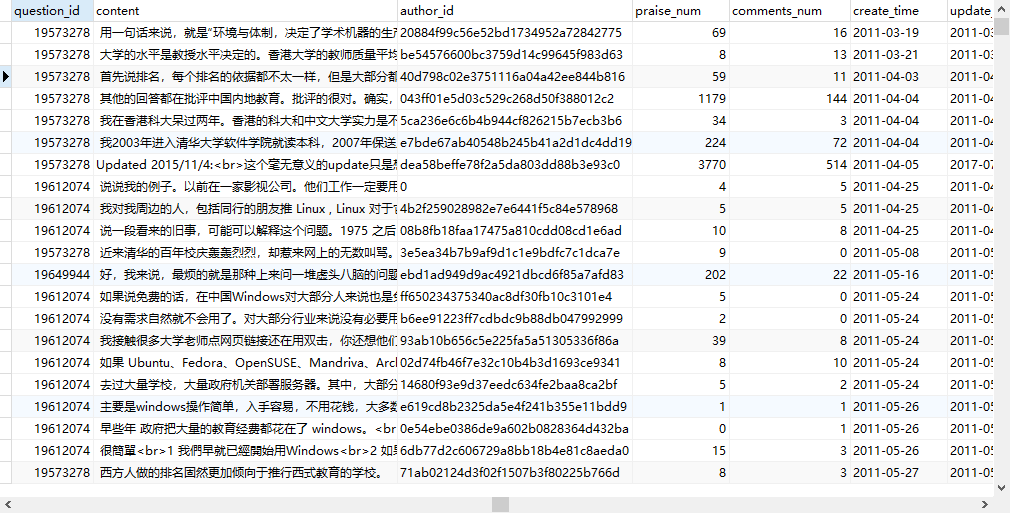 question_id content author_id praise_num comments_num create_time update_
19573278 用一句话来说，就是“环境与体制，决定了学术机器的生产 20884f99c56e52bd1734952a72842775 69 16 2011-03-19 2011-03
19573278 大学的水平是教授水平决定的。香港大学的教师质量平均 be54576600bc3759d14c99645f983d63 8 13 2011-03-21 2011-03
19573278 首先说排名，每个排名的依据都不太一样，但是大部分都 40d798c02e3751116a04a42ee844b816 59 11 2011-04-04 2011-04
19573278 其他的回答都在批评中国内地教育。批评的很对。确实， 043ff01e5d03c529c268d50f388012c2 1179 144 2011-04-04 2011-04
19573278 我在香港科大呆过两年。香港的科大和中文大学实力是不 5ca236e6c6b4b944cf826215b7ecb3b6 34 3 2011-04-04 2011-04
19573278 我2003年进入清华大学软件学院就读本科，2007年保送 e7bde67ab40548b245b41a2d1dc4dd19 224 72 2011-04-04 2011-04
19573278 Updated 2015/11/4:<br>这个毫无意义的update只是想 dea58beffe78f2a5da803dd88b3e93c0 3770 514 2011-04-05 2017-07
19612074 说说我的例子。以前在一家影视公司。他们工作一定要用 0 4 5 2011-04-25 2011-04
19612074 我对我周边的人，包括同行的朋友推 Linux , Linux 对于 4b2f259028982e7e6441f5c84e578968 5 5 2011-04-25 2011-04
19612074 说一段看来的旧事，可能可以解释这个问题。1975 之后 08b8fb18faa17475a810cdd08cd1e6ad 10 8 2011-04-25 2011-04
19573278 近来清华的百年校庆轰轰烈烈，却惹来网上的无数叫骂。 3e5ea34b7b9af9d1c1e9bdfc7c1dca7e 9 0 2011-05-08 2011-05
19649944 好，我来说，最烦的就是那种上来问一堆虚头八脑的问题 ebd1ad949d9ac4921dbcd6f85a7afd83 202 22 2011-05-16 2011-05
19612074 如果说免费的话，在中国Windows对大部分人来说也是免 ff650234375340ac8df30fb10c3101e4 5 0 2011-05-24 2011-05
19612074 没有需求自然就不会用了。对大部分行业来说没有必要用 b6ee91223ff7cdbdc9b88db047992999 2 0 2011-05-24 2011-05
19612074 我接触很多大学老师点网页链接还在用双击，你还想他们 93ab10b656c5e225fa5a51305336f86a 39 8 2011-05-24 2011-05
19612074 如果 Ubuntu、Fedora、OpenSUSE、Mandriva、Arc 02d74fb46f7e32c10b4b3d1693ce9341 8 10 2011-05-24 2011-05
19612074 去过大量学校，大量政府机关部署服务器。其中，大部分 14680f93e9d37eedc634fe2baa8ca2bf 5 2 2011-05-24 2011-05
19612074 主要是windows操作简单，入手容易，不用花钱，大多数 e619cd8b2325da5e4f241b355e11bdd9 1 1 2011-05-26 2011-05
19612074 早些年 政府把大量的教育经费都花在了 windows。<br 0e54ebe0386de9a602b0828364d432ba 0 1 2011-05-26 2011-05
19612074 很簡單<br>1 我們早就已經開始用Windows<br>2 如果 6db77d2c606729a8bb18b4e81c8aeda0 15 3 2011-05-26 2011-05
19573278 西方人做的排名固然更加倾向于推行西式教育的学校。 71ab02124d3f02f1507b3f80225b766d 8 3 2011-05-27 2011-05